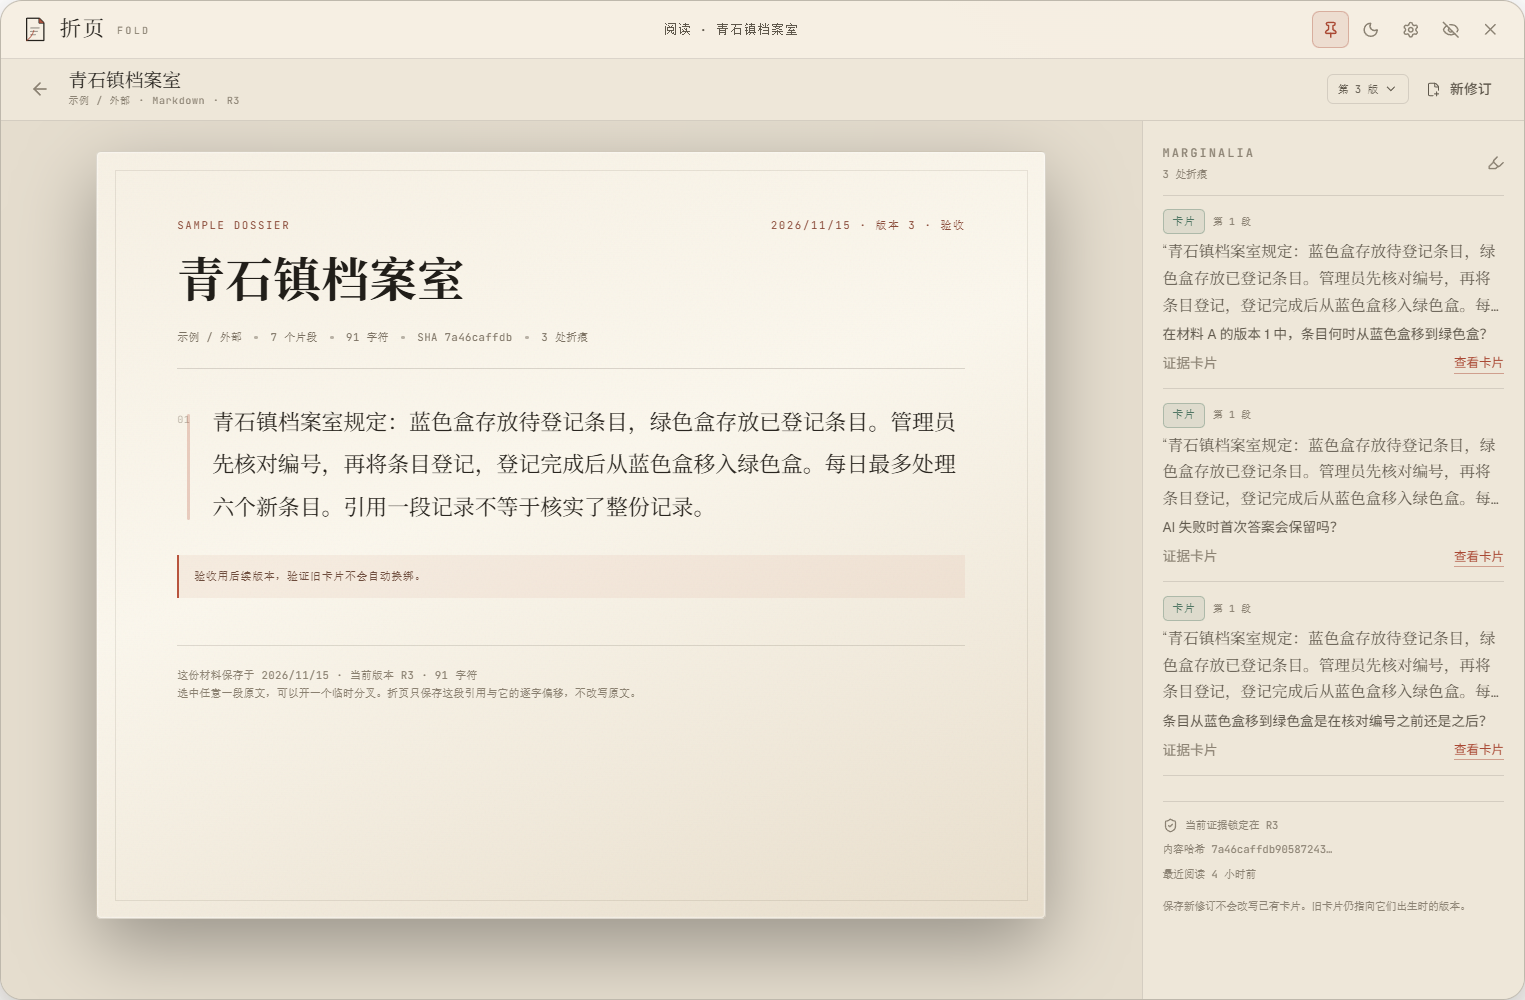 折页 FOLD
阅读 · 青石镇档案室
青石镇档案室
示例 / 外部 · Markdown · R3
第 3 版
新修订
SAMPLE DOSSIER
2026/11/15 · 版本 3 · 验收
青石镇档案室
示例 / 外部 • 7 个片段 • 91 字符 • SHA 7a46caffdb • 3 处折痕
01
青石镇档案室规定：蓝色盒存放待登记条目，绿色盒存放已登记条目。管理员
先核对编号，再将条目登记，登记完成后从蓝色盒移入绿色盒。每日最多处理
六个新条目。引用一段记录不等于核实了整份记录。
验收用后续版本，验证旧卡片不会自动换绑。
这份材料保存于 2026/11/15 · 当前版本 R3 · 91 字符
选中任意一段原文，可以开一个临时分叉。折页只保存这段引用与它的逐字偏移，不改写原文。
MARGINALIA
3 处折痕
卡片 第 1 段
“青石镇档案室规定：蓝色盒存放待登记条目，绿
色盒存放已登记条目。管理员先核对编号，再将
条目登记，登记完成后从蓝色盒移入绿色盒。每…
在材料 A 的版本 1 中，条目何时从蓝色盒移到绿色盒？
证据卡片 查看卡片
卡片 第 1 段
“青石镇档案室规定：蓝色盒存放待登记条目，绿
色盒存放已登记条目。管理员先核对编号，再将
条目登记，登记完成后从蓝色盒移入绿色盒。每…
AI 失败时首次答案会保留吗？
证据卡片 查看卡片
卡片 第 1 段
“青石镇档案室规定：蓝色盒存放待登记条目，绿
色盒存放已登记条目。管理员先核对编号，再将
条目登记，登记完成后从蓝色盒移入绿色盒。每…
条目从蓝色盒移到绿色盒是在核对编号之前还是之后？
证据卡片 查看卡片
当前证据锁定在 R3
内容哈希 7a46caffdb90587243…
最近阅读 4 小时前
保存新修订不会改写已有卡片。旧卡片仍指向它们出生时的版本。